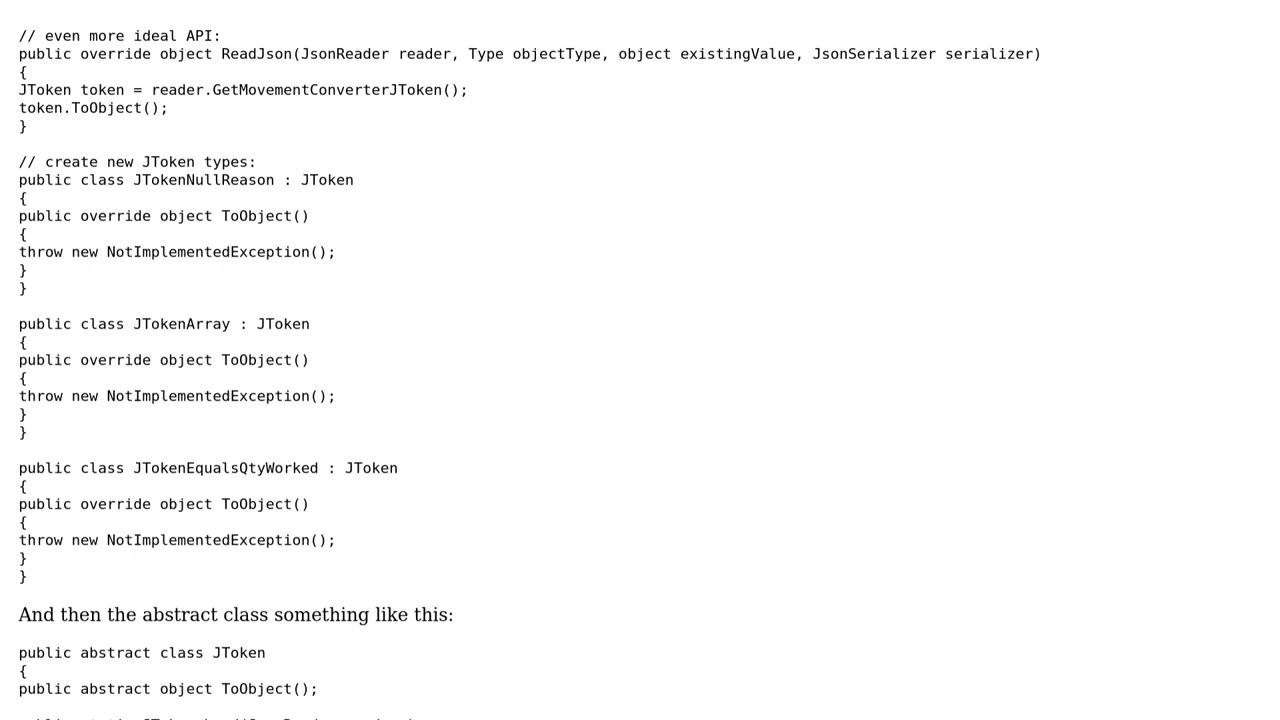 // even more ideal API:
public override object ReadJson(JsonReader reader, Type objectType, object existingValue, JsonSerializer serializer)
{
JToken token = reader.GetMovementConverterJToken();
token.ToObject();
}
// create new JToken types:
public class JTokenNullReason : JToken
{
public override object ToObject()
{
throw new NotImplementedException();
}
}
public class JTokenArray : JToken
{
public override object ToObject()
{
throw new NotImplementedException();
}
}
public class JTokenEqualsQtyWorked : JToken
{
public override object ToObject()
{
throw new NotImplementedException();
}
}
And then the abstract class something like this:
public abstract class JToken
{
public abstract object ToObject();